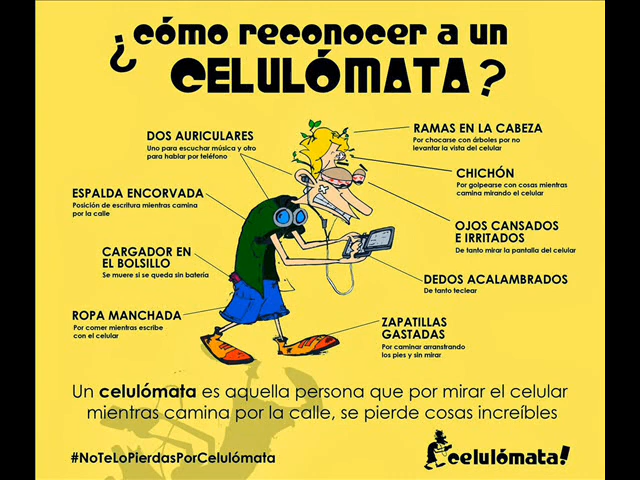 ¿cómo reconocer a un
CELULÓMATA?
DOS AURICULARES
Uno para escuchar música y otro
para hablar por teléfono
ESPALDA ENCORVADA
Posición de escritura mientras camina
por la calle
CARGADOR EN
EL BOLSILLO
Se muere si se queda sin batería
ROPA MANCHADA
Por comer mientras escribe
con el celular
RAMAS EN LA CABEZA
Por chocarse con árboles por no
levantar la vista del celular
CHICHÓN
Por golpearse con cosas mientras
camina mirando el celular
OJOS CANSADOS
E IRRITADOS
De tanto mirar la pantalla del celular
DEDOS ACALAMBRADOS
De tanto teclear
ZAPATILLAS
GASTADAS
Por caminar arranstrando
los pies y sin mirar
Un celulómata es aquella persona que por mirar el celular
mientras camina por la calle, se pierde cosas increíbles
#NoTeLoPierdasPorCelulómata
celulómata!